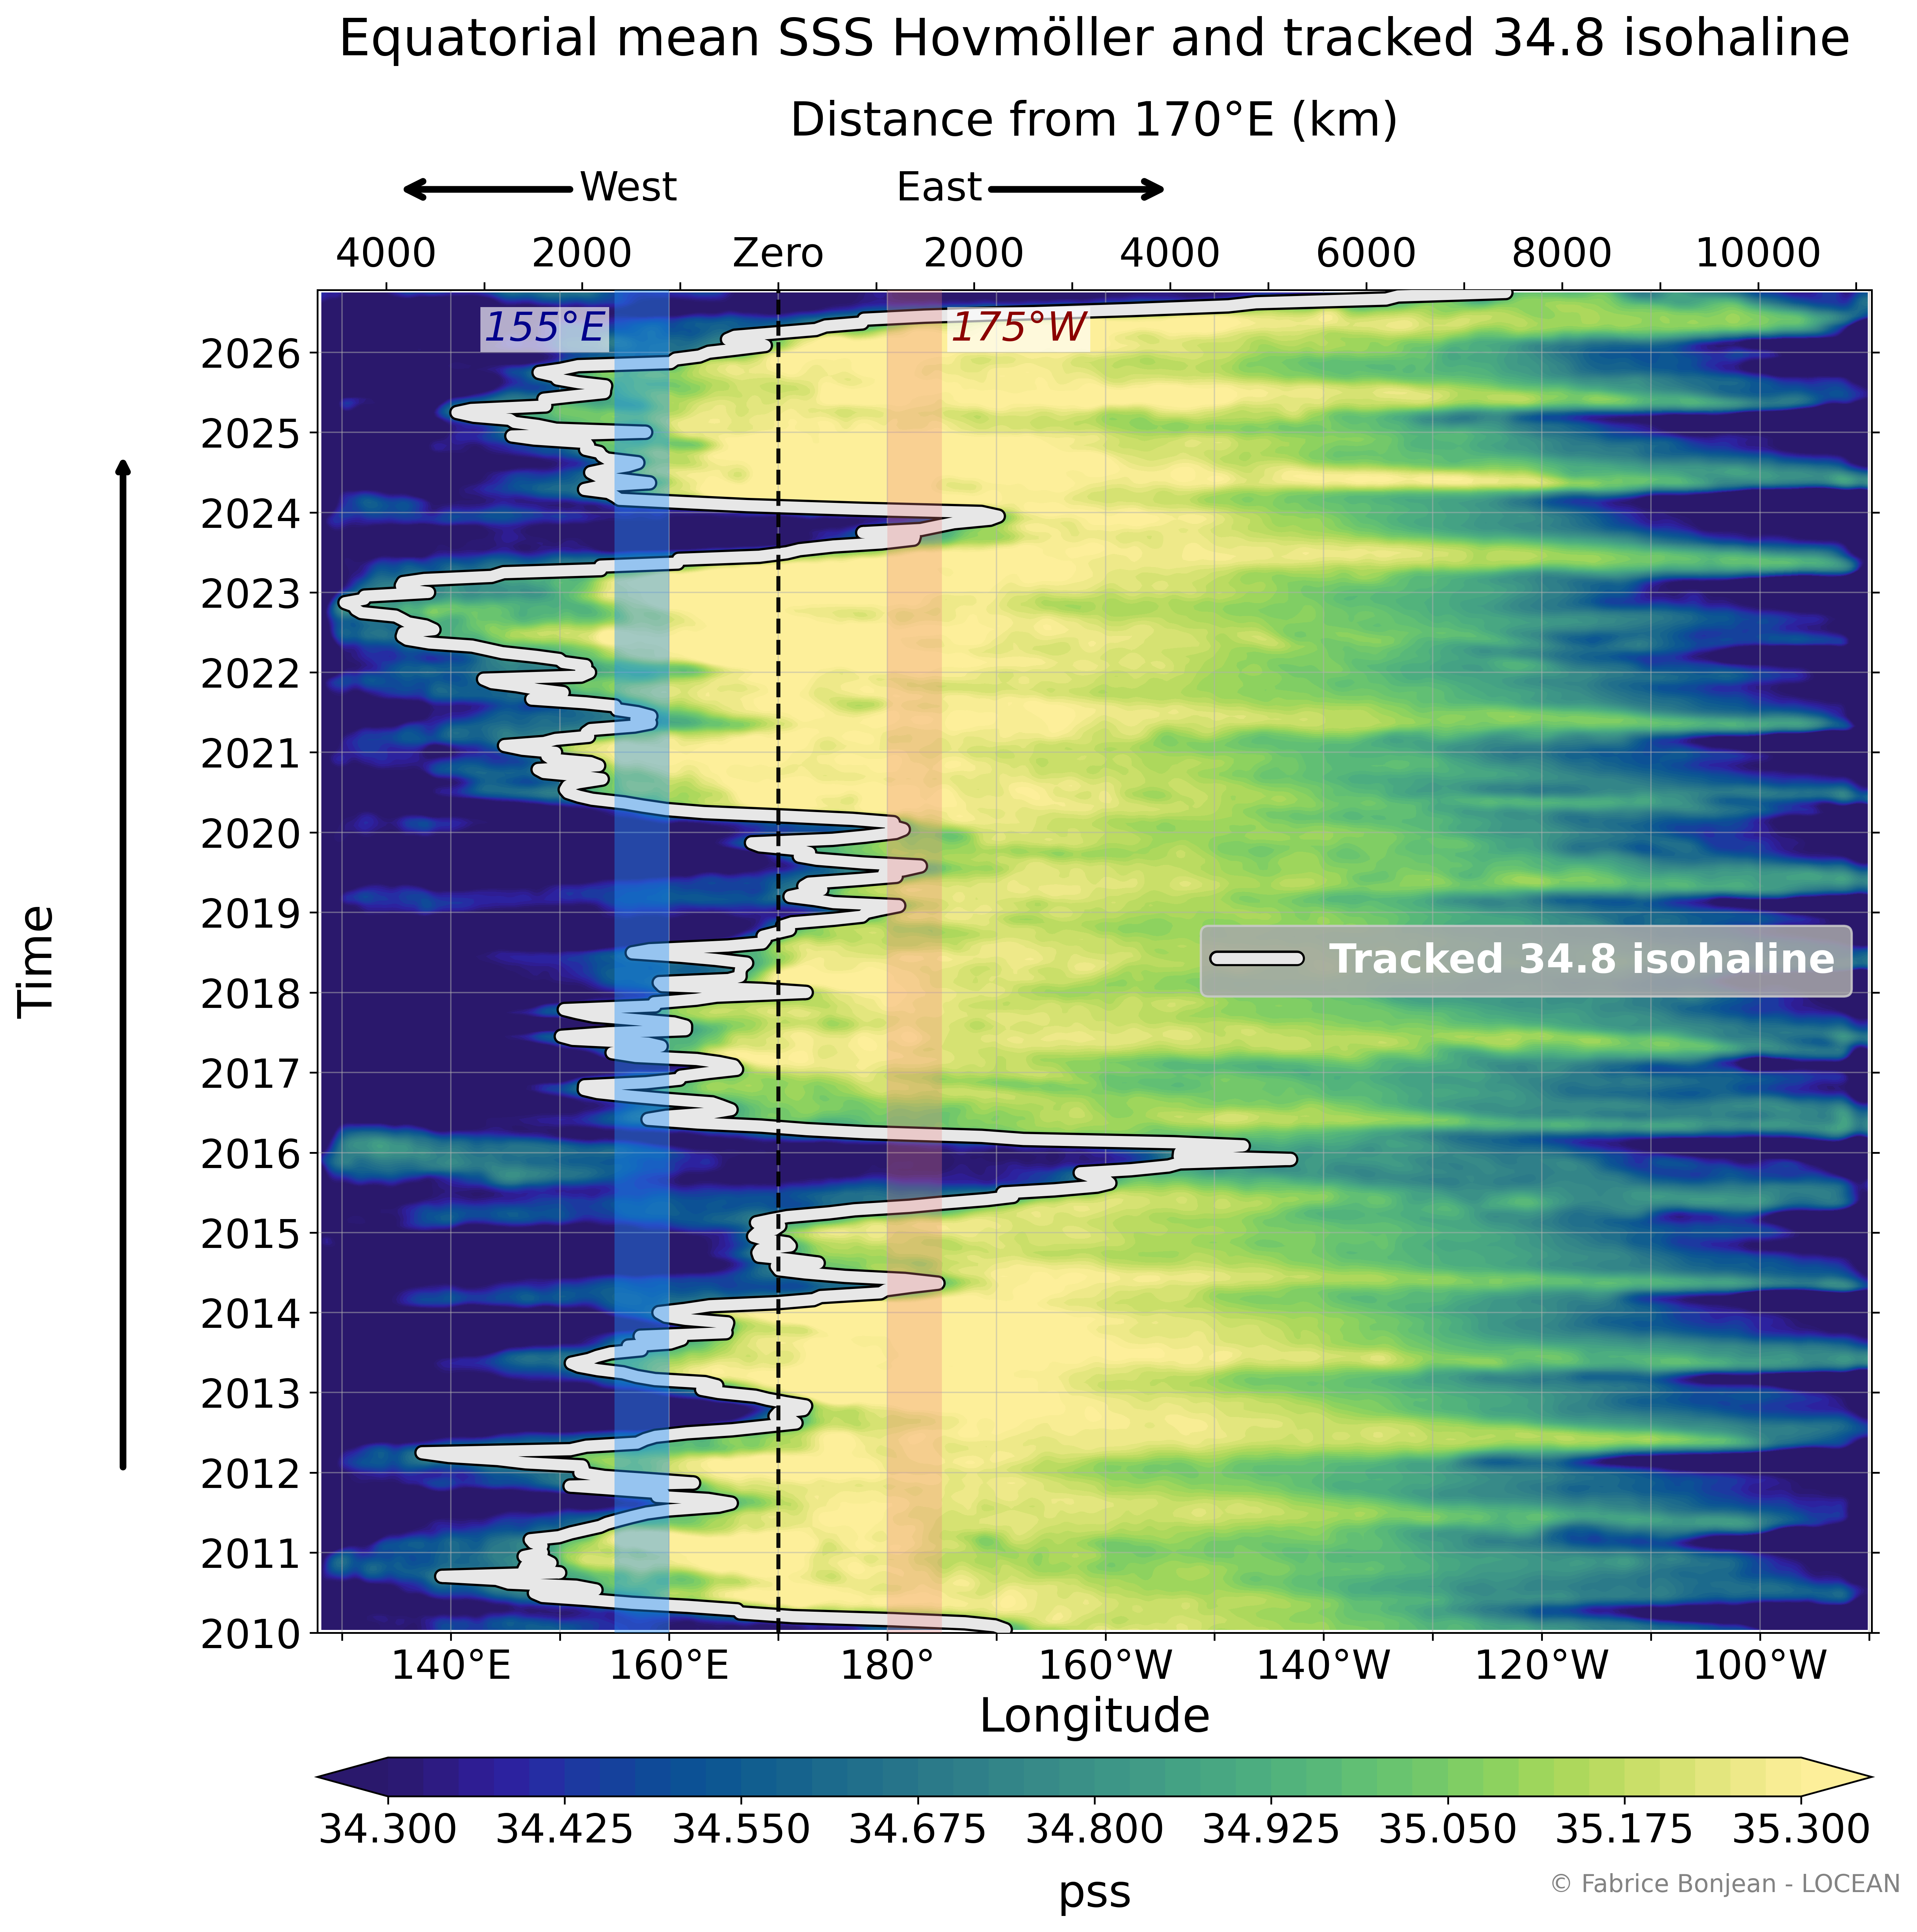 Equatorial mean SSS Hovmöller and tracked 34.8 isohaline
Distance from 170°E (km)
West East
4000 2000 Zero 2000 4000 6000 8000 10000
155°E 175°W
2026
2025
2024
2023
2022
2021
2020
2019
Tracked 34.8 isohaline
Time
2018
2017
2016
2015
2014
2013
2012
2011
2010
140°E 160°E 180° 160°W 140°W 120°W 100°W
Longitude
34.300 34.425 34.550 34.675 34.800 34.925 35.050 35.175 35.300
pss
© Fabrice Bonjean - LOCEAN